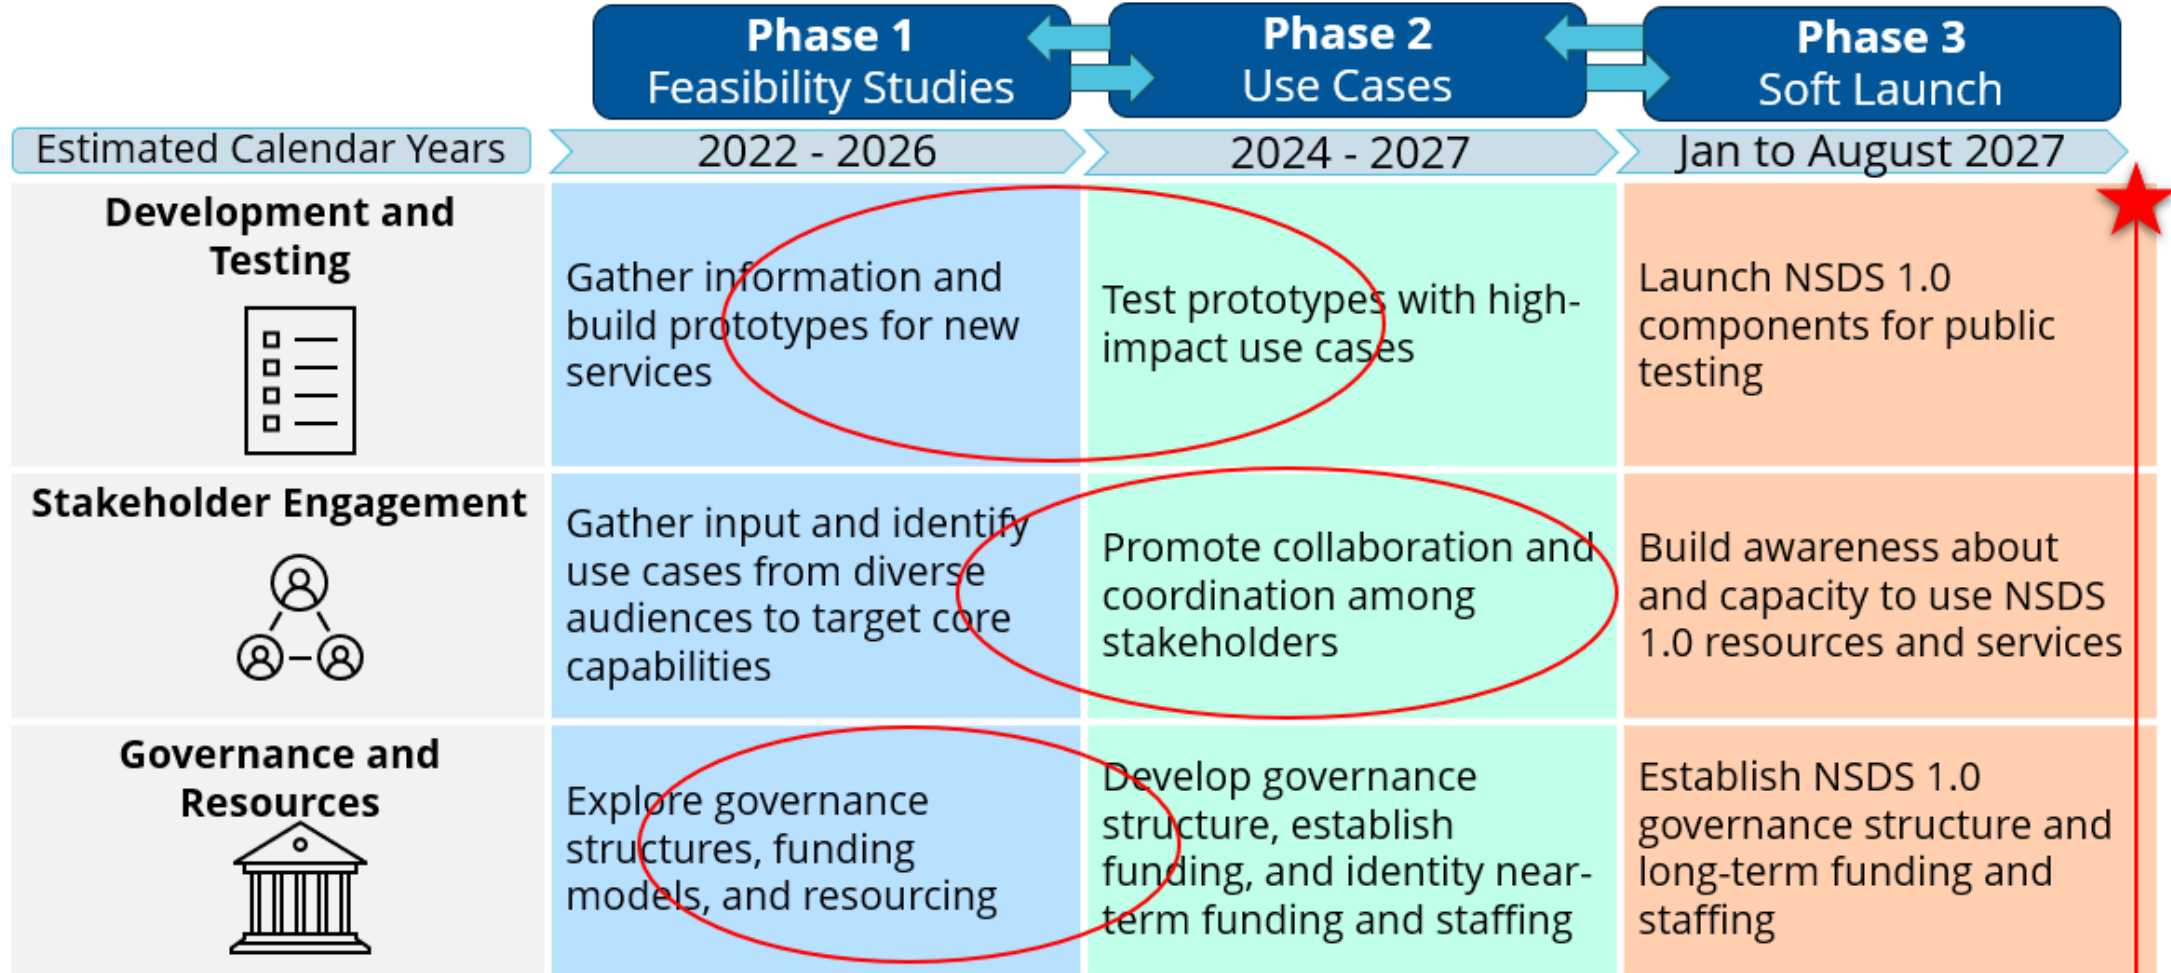 Phase 1
Feasibility Studies
Phase 2
Use Cases
Phase 3
Soft Launch
Estimated Calendar Years
2022 - 2026
2024 - 2027
Jan to August 2027
Development and
Testing
Gather information and
build prototypes for new
services
Test prototypes with high-
impact use cases
Launch NSDS 1.0
components for public
testing
Stakeholder Engagement
Gather input and identify
use cases from diverse
audiences to target core
capabilities
Promote collaboration and
coordination among
stakeholders
Build awareness about
and capacity to use NSDS
1.0 resources and services
Governance and
Resources
Explore governance
structures, funding
models, and resourcing
Develop governance
structure, establish
funding, and identity near-
term funding and staffing
Establish NSDS 1.0
governance structure and
long-term funding and
staffing